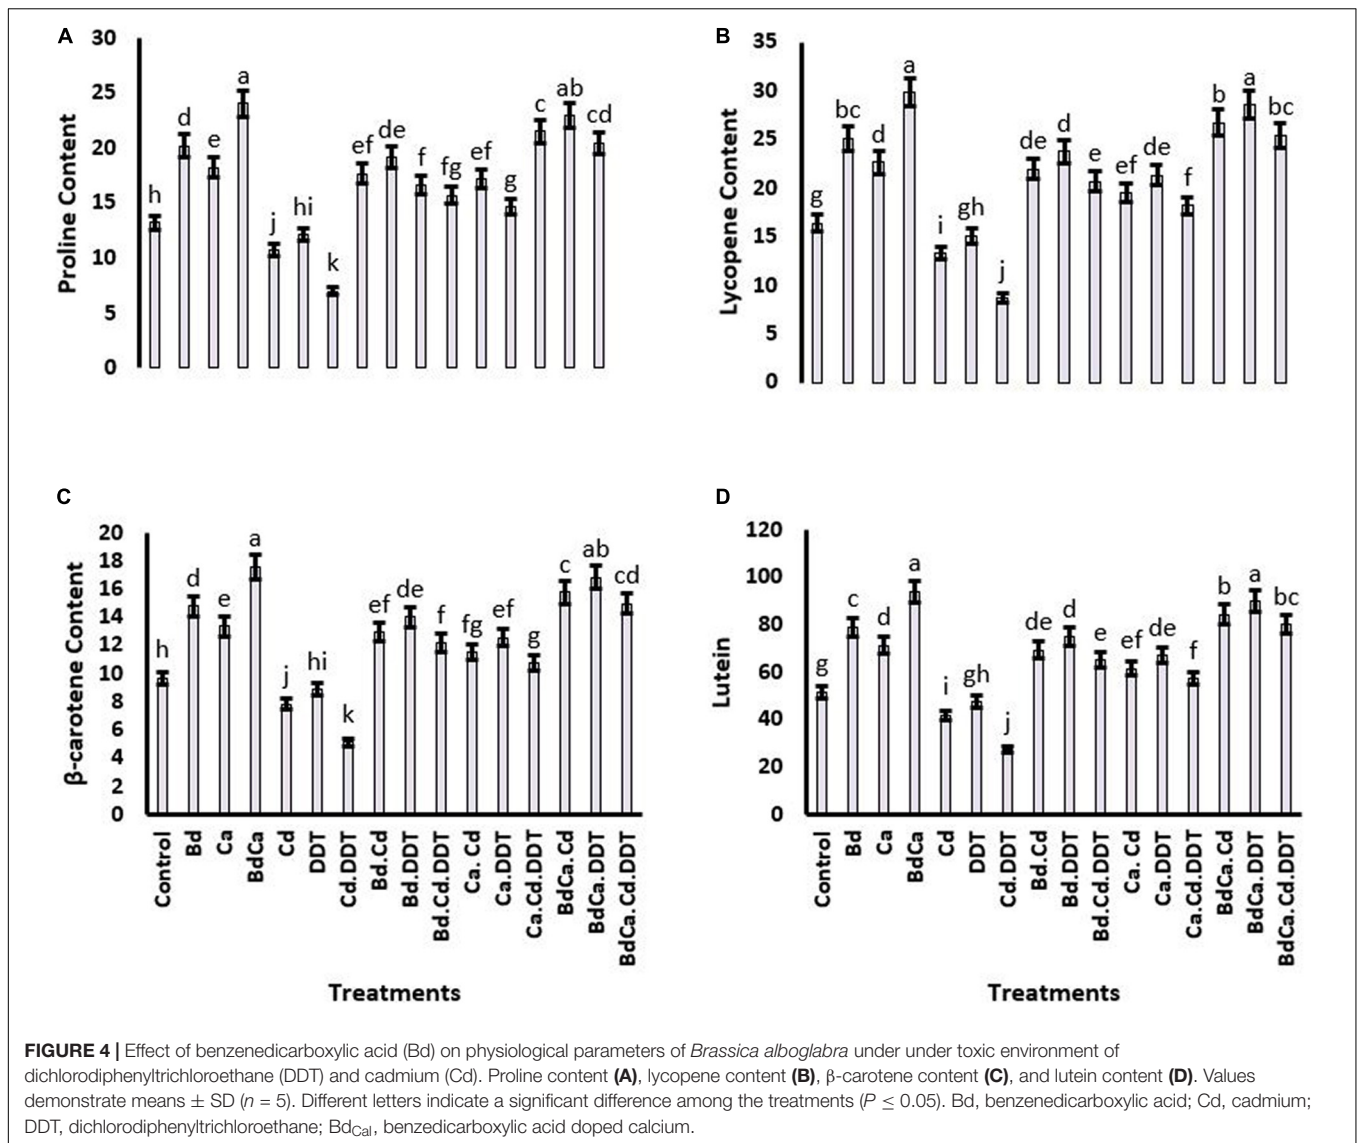 A
Proline Content
30
25
20
15
10
5
0
h
d
e
a
j
hi
k
ef
de
f
fg
ef
g
c
ab
cd
B
Lycopene Content
35
30
25
20
15
10
5
0
g
bc
d
a
i
gh
j
de
d
e
ef
de
f
b
a
bc
C
β-carotene Content
20
18
16
14
12
10
8
6
4
2
0
h
d
e
a
j
hi
k
ef
de
f
fg
ef
g
c
ab
cd
Control
Bd
Ca
BdCa
Cd
DDT
Cd.DDT
Bd.Cd
Bd.DDT
Bd.Cd.DDT
Ca. Cd
Ca.DDT
Ca.Cd.DDT
BdCa.Cd
BdCa.DDT
BdCa.Cd.DDT
Treatments
D
Lutein
120
100
80
60
40
20
0
g
c
d
a
i
gh
j
de
d
e
ef
de
f
b
a
bc
Control
Bd
Ca
BdCa
Cd
DDT
Cd.DDT
Bd.Cd
Bd.DDT
Bd.Cd.DDT
Ca. Cd
Ca.DDT
Ca.Cd.DDT
BdCa.Cd
BdCa.DDT
BdCa.Cd.DDT
Treatments
FIGURE 4 | Effect of benzenedicarboxylic acid (Bd) on physiological parameters of Brassica alboglabra under under toxic environment of
dichlorodiphenyltrichloroethane (DDT) and cadmium (Cd). Proline content (A), lycopene content (B), β-carotene content (C), and lutein content (D). Values
demonstrate means ± SD (n = 5). Different letters indicate a significant difference among the treatments (P ≤ 0.05). Bd, benzenedicarboxylic acid; Cd, cadmium;
DDT, dichlorodiphenyltrichloroethane; BdCal, benzedicarboxylic acid doped calcium.